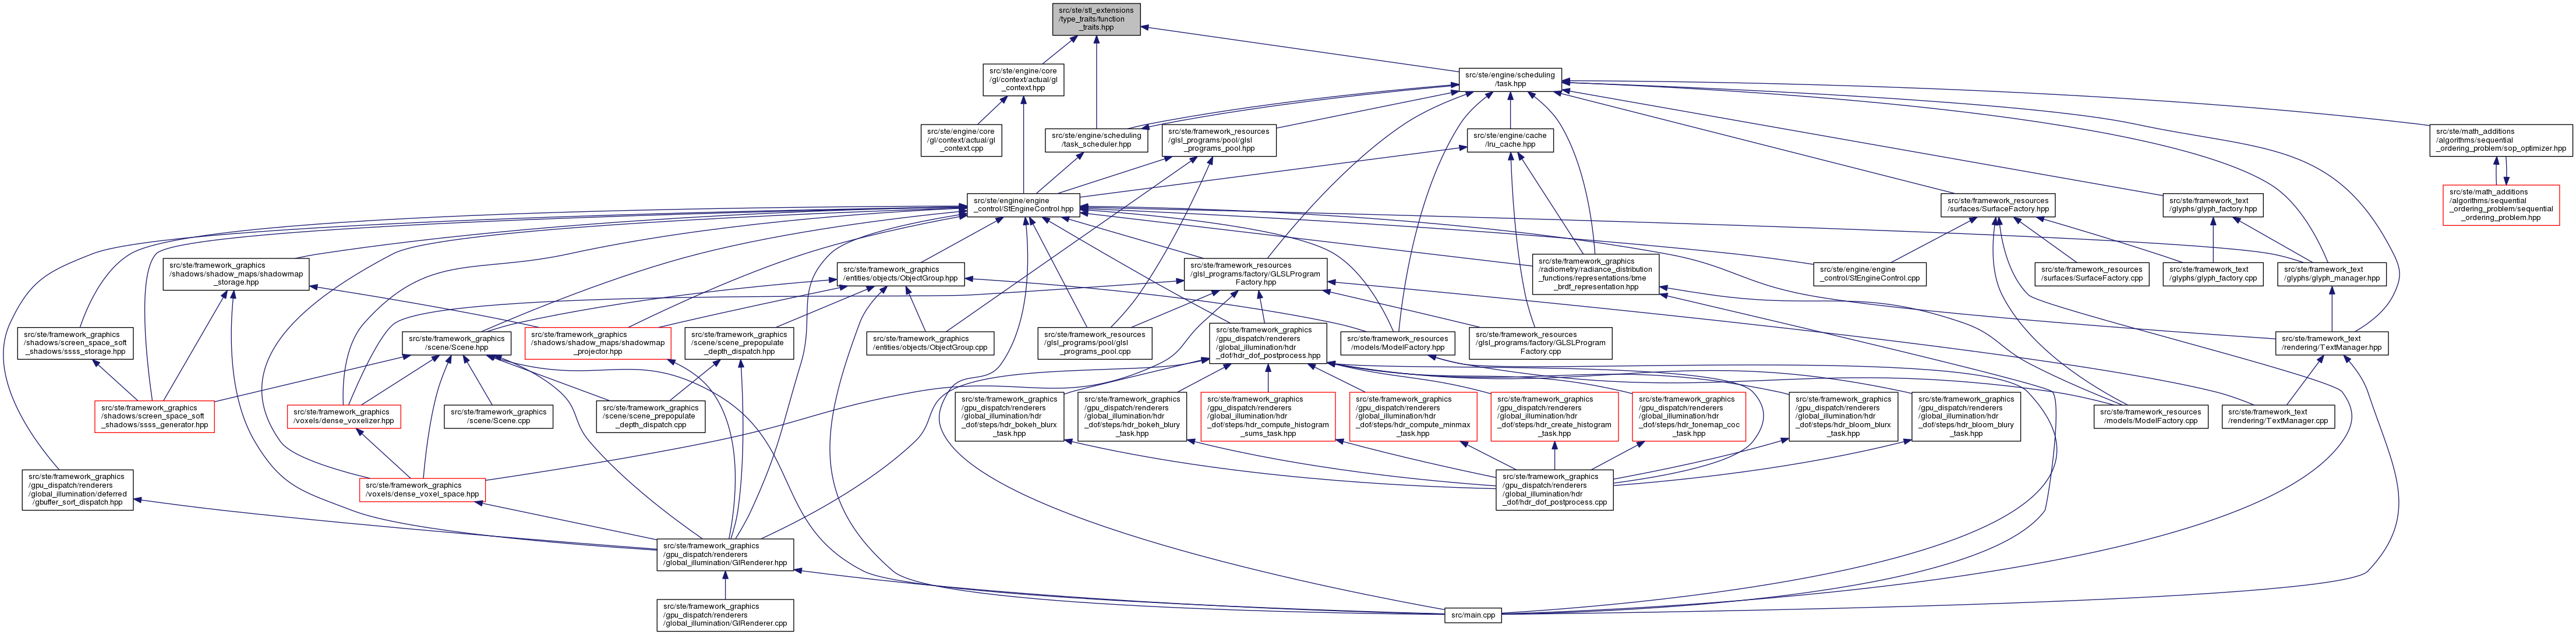 src/ste/stl_extensions
/type_traits/function
_traits.hpp
src/ste/engine/core
/gl/context/actual/gl
_context.hpp
src/ste/engine/scheduling
/task.hpp
src/ste/engine/core
/gl/context/actual/gl
_context.cpp
src/ste/engine/scheduling
/task_scheduler.hpp
src/ste/framework_resources
/glsl_programs/pool/glsl
_programs_pool.hpp
src/ste/engine/cache
/lru_cache.hpp
src/ste/math_additions
/algorithms/sequential
_ordering_problem/sop_optimizer.hpp
src/ste/engine/engine
_control/StEngineControl.hpp
src/ste/framework_resources
/surfaces/SurfaceFactory.hpp
src/ste/framework_text
/glyphs/glyph_factory.hpp
src/ste/math_additions
/algorithms/sequential
_ordering_problem/sequential
_ordering_problem.hpp
src/ste/framework_graphics
/shadows/shadow_maps/shadowmap
_storage.hpp
src/ste/framework_graphics
/entities/objects/ObjectGroup.hpp
src/ste/framework_resources
/glsl_programs/factory/GLSLProgram
Factory.hpp
src/ste/framework_graphics
/radiometry/radiance_distribution
_functions/representations/bme
_brdf_representation.hpp
src/ste/engine/engine
_control/StEngineControl.cpp
src/ste/framework_resources
/surfaces/SurfaceFactory.cpp
src/ste/framework_text
/glyphs/glyph_factory.cpp
src/ste/framework_text
/glyphs/glyph_manager.hpp
src/ste/framework_graphics
/shadows/screen_space_soft
_shadows/ssss_storage.hpp
src/ste/framework_graphics
/scene/Scene.hpp
src/ste/framework_graphics
/shadows/shadow_maps/shadowmap
_projector.hpp
src/ste/framework_graphics
/scene/scene_prepopulate
_depth_dispatch.hpp
src/ste/framework_graphics
/entities/objects/ObjectGroup.cpp
src/ste/framework_resources
/glsl_programs/pool/glsl
_programs_pool.cpp
src/ste/framework_graphics
/gpu_dispatch/renderers
/global_illumination/hdr
_dof/hdr_dof_postprocess.hpp
src/ste/framework_resources
/models/ModelFactory.hpp
src/ste/framework_resources
/glsl_programs/factory/GLSLProgram
Factory.cpp
src/ste/framework_text
/rendering/TextManager.hpp
src/ste/framework_graphics
/shadows/screen_space_soft
_shadows/ssss_generator.hpp
src/ste/framework_graphics
/voxels/dense_voxelizer.hpp
src/ste/framework_graphics
/scene/Scene.cpp
src/ste/framework_graphics
/scene/scene_prepopulate
_depth_dispatch.cpp
src/ste/framework_graphics
/gpu_dispatch/renderers
/global_illumination/hdr
_dof/steps/hdr_bokeh_blurx
_task.hpp
src/ste/framework_graphics
/gpu_dispatch/renderers
/global_illumination/hdr
_dof/steps/hdr_bokeh_blury
_task.hpp
src/ste/framework_graphics
/gpu_dispatch/renderers
/global_illumination/hdr
_dof/steps/hdr_compute_histogram
_sums_task.hpp
src/ste/framework_graphics
/gpu_dispatch/renderers
/global_illumination/hdr
_dof/steps/hdr_compute_minmax
_task.hpp
src/ste/framework_graphics
/gpu_dispatch/renderers
/global_illumination/hdr
_dof/steps/hdr_create_histogram
_task.hpp
src/ste/framework_graphics
/gpu_dispatch/renderers
/global_illumination/hdr
_dof/steps/hdr_tonemap_coc
_task.hpp
src/ste/framework_graphics
/gpu_dispatch/renderers
/global_illumination/hdr
_dof/steps/hdr_bloom_blurx
_task.hpp
src/ste/framework_graphics
/gpu_dispatch/renderers
/global_illumination/hdr
_dof/steps/hdr_bloom_blury
_task.hpp
src/ste/framework_resources
/models/ModelFactory.cpp
src/ste/framework_text
/rendering/TextManager.cpp
src/ste/framework_graphics
/gpu_dispatch/renderers
/global_illumination/deferred
/gbuffer_sort_dispatch.hpp
src/ste/framework_graphics
/voxels/dense_voxel_space.hpp
src/ste/framework_graphics
/gpu_dispatch/renderers
/global_illumination/hdr
_dof/hdr_dof_postprocess.cpp
src/ste/framework_graphics
/gpu_dispatch/renderers
/global_illumination/GIRenderer.hpp
src/ste/framework_graphics
/gpu_dispatch/renderers
/global_illumination/GIRenderer.cpp
src/main.cpp